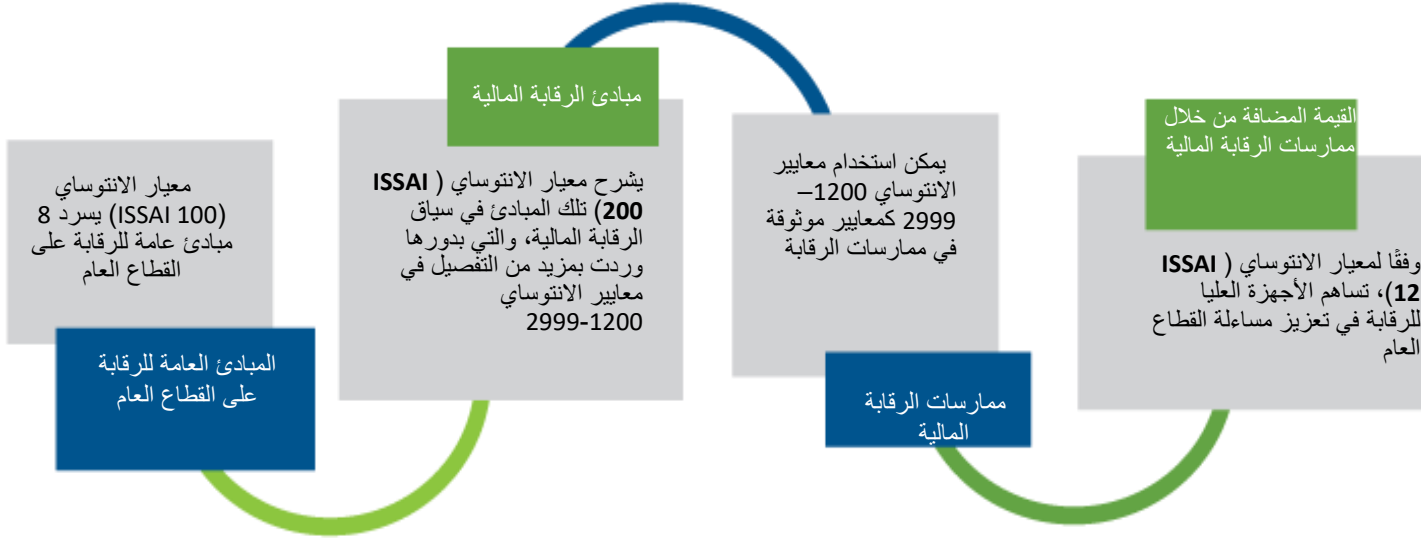 معيار الانتوساي
(ISSAI 100) يسرد 8
مبادئ عامة للرقابة على
القطاع العام
المبادئ العامة للرقابة
على القطاع العام
مبادئ الرقابة المالية
يشرح معيار الانتوساي ( ISSAI
200) تلك المبادئ في سياق
الرقابة المالية، والتي بدورها
وردت بمزيد من التفصيل في
معايير الانتوساي
2999-1200
يمكن استخدام معايير
الانتوساي 1200–
2999 كمعايير موثوقة
في ممارسات الرقابة
ممارسات الرقابة
المالية
القيمة المضافة من خلال
ممارسات الرقابة المالية
وفقًا لمعيار الانتوساي ( ISSAI
12)، تساهم الأجهزة العليا
للرقابة في تعزيز مساءلة القطاع
العام